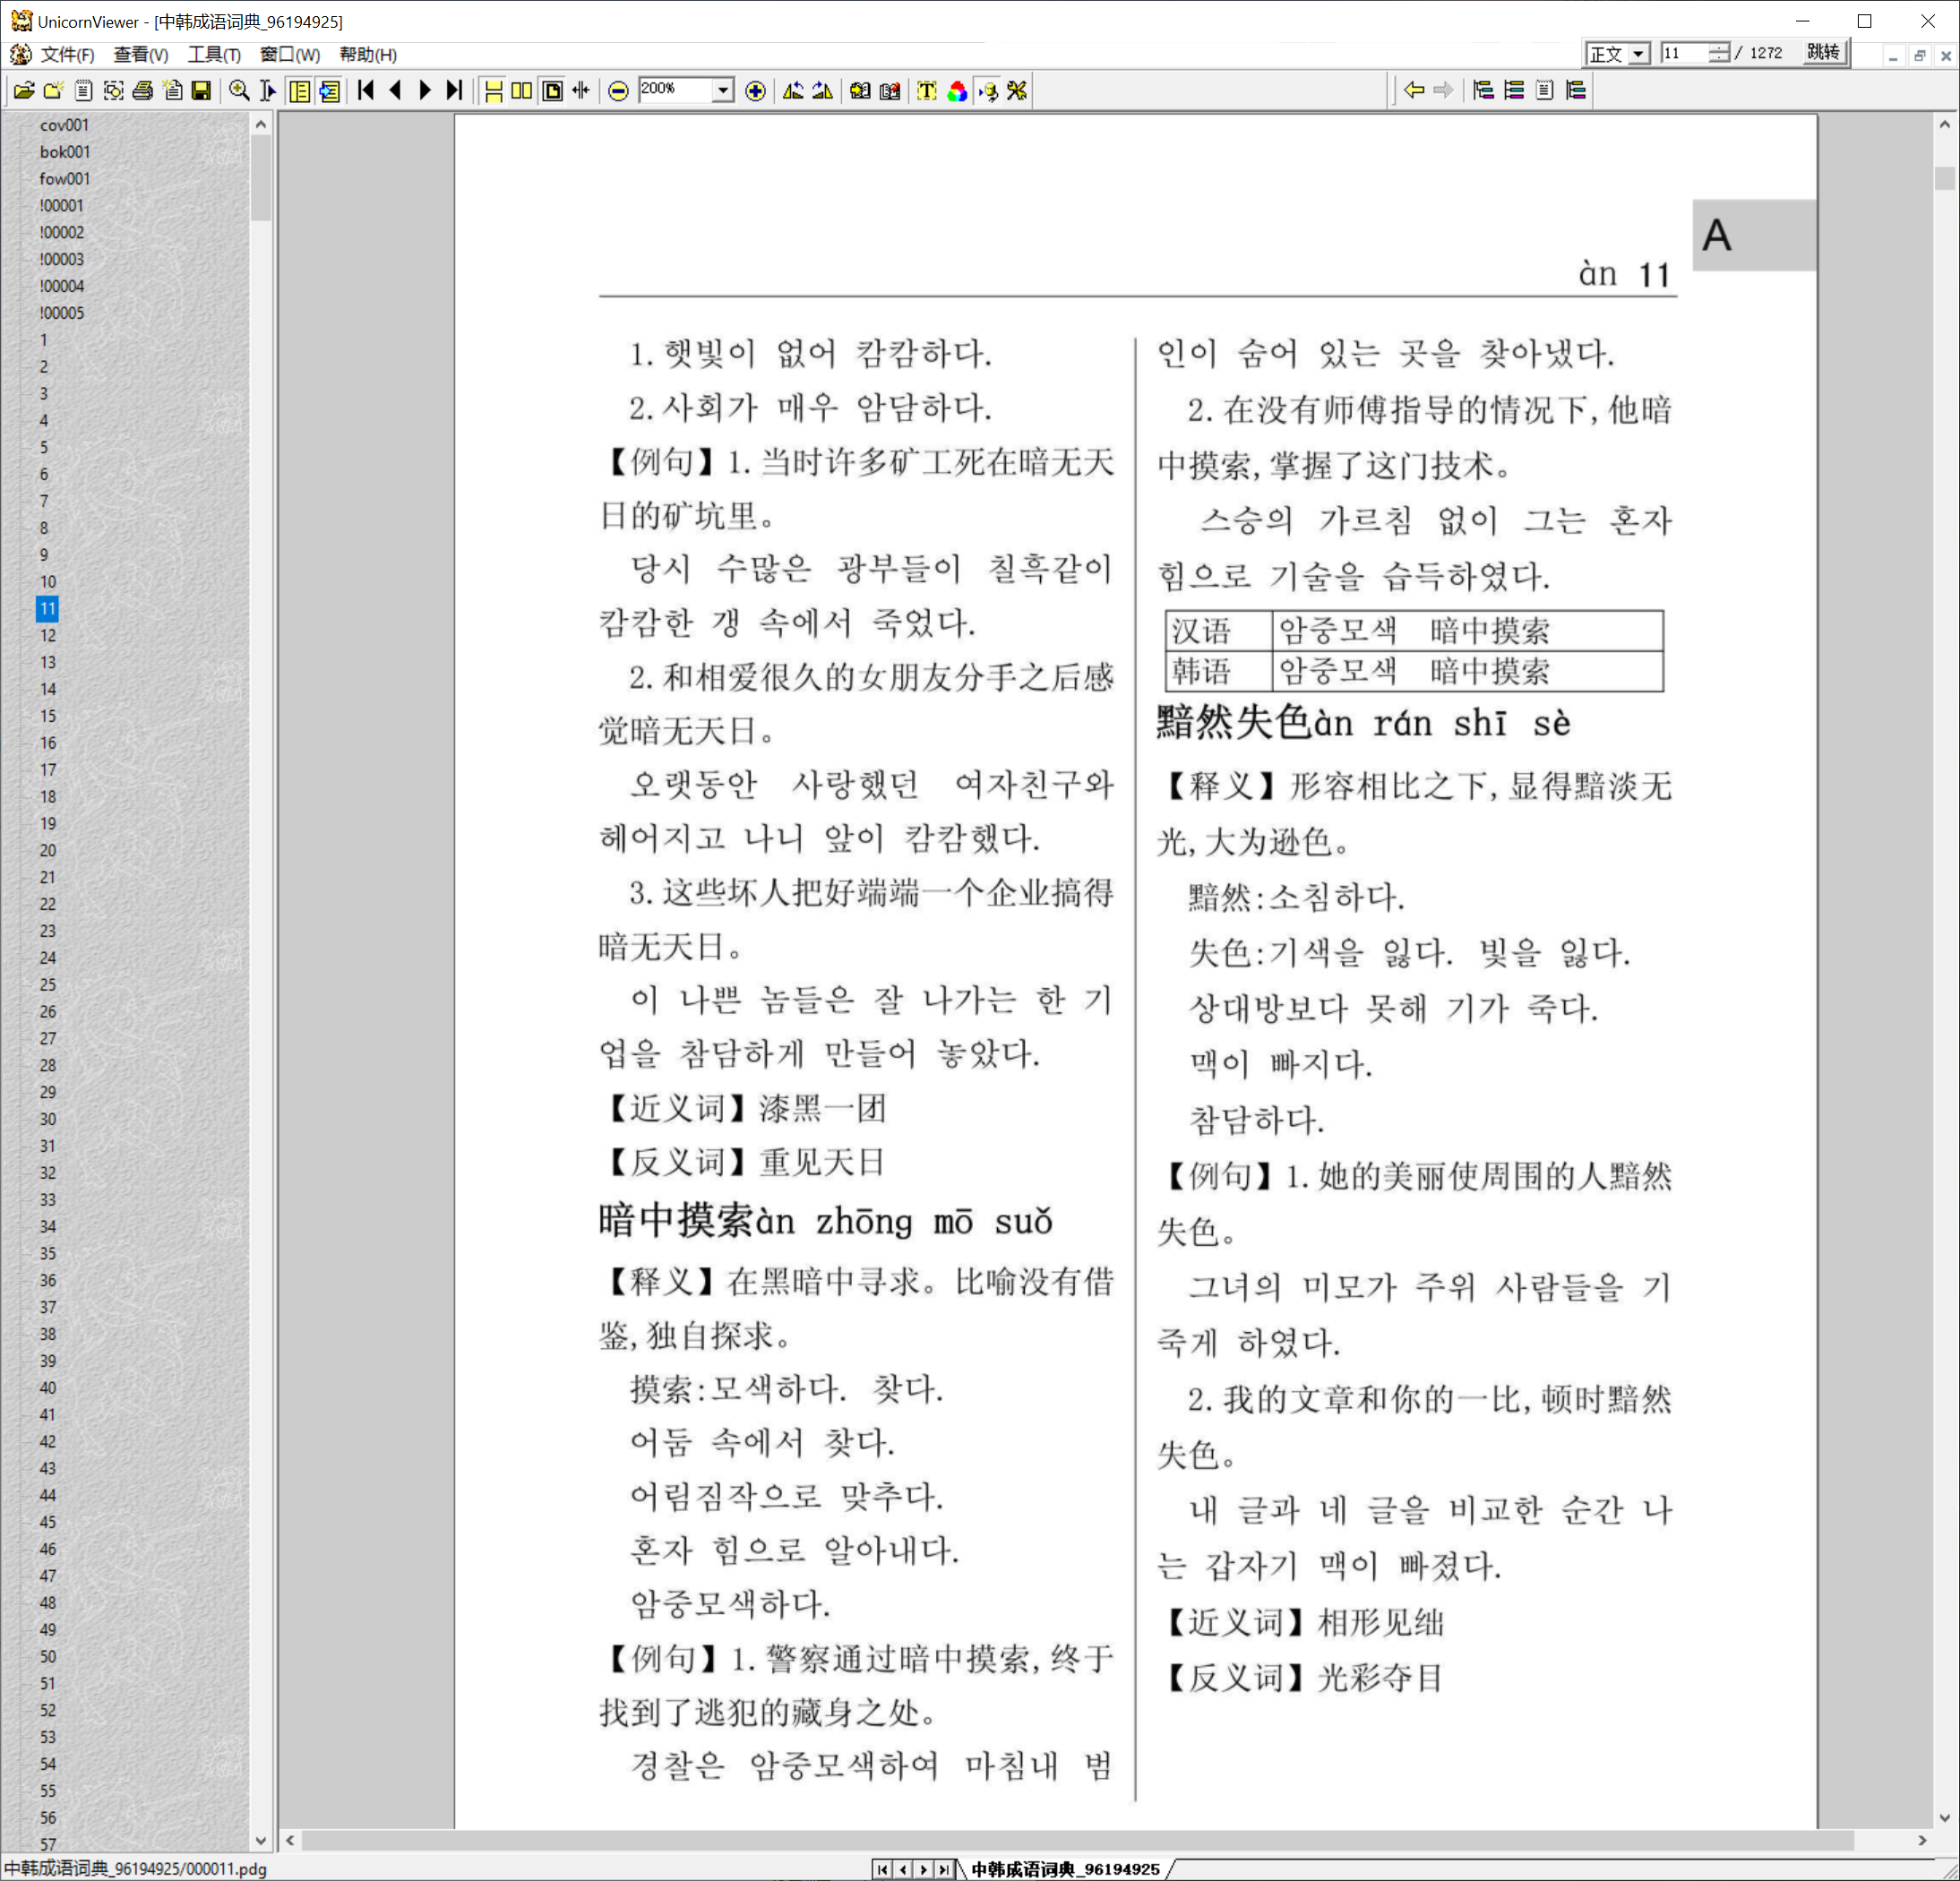 UnicornViewer - [中韩成语词典_96194925]
文件(F) 查看(V) 工具(T) 窗口(W) 帮助(H)
正文 11 / 1272 跳转
200%
cov001
bok001
fow001
!00001
!00002
!00003
!00004
!00005
1
2
3
4
5
6
7
8
9
10
11
12
13
14
15
16
17
18
19
20
21
22
23
24
25
26
27
28
29
30
31
32
33
34
35
36
37
38
39
40
41
42
43
44
45
46
47
48
49
50
51
52
53
54
55
56
57
A
àn 11
1.햇빛이 없어 캄캄하다.
2.사회가 매우 암담하다.
【例句】1.当时许多矿工死在暗无天
日的矿坑里。
당시 수많은 광부들이 칠흑같이
캄캄한 갱 속에서 죽었다.
2.和相爱很久的女朋友分手之后感
觉暗无天日。
오랫동안 사랑했던 여자친구와
헤어지고 나니 앞이 캄캄했다.
3.这些坏人把好端端一个企业搞得
暗无天日。
이 나쁜 놈들은 잘 나가는 한 기
업을 참담하게 만들어 놓았다.
【近义词】漆黑一团
【反义词】重见天日
暗中摸索àn zhōng mō suǒ
【释义】在黑暗中寻求。比喻没有借
鉴,独自探求。
摸索:모색하다. 찾다.
어둠 속에서 찾다.
어림짐작으로 맞추다.
혼자 힘으로 알아내다.
암중모색하다.
【例句】1.警察通过暗中摸索,终于
找到了逃犯的藏身之处。
경찰은 암중모색하여 마침내 범
인이 숨어 있는 곳을 찾아냈다.
2.在没有师傅指导的情况下,他暗
中摸索,掌握了这门技术。
스승의 가르침 없이 그는 혼자
힘으로 기술을 습득하였다.
汉语 암중모색 暗中摸索
韩语 암중모색 暗中摸索
黯然失色àn rán shī sè
【释义】形容相比之下,显得黯淡无
光,大为逊色。
黯然:소침하다.
失色:기색을 잃다. 빛을 잃다.
상대방보다 못해 기가 죽다.
맥이 빠지다.
참담하다.
【例句】1.她的美丽使周围的人黯然
失色。
그녀의 미모가 주위 사람들을 기
죽게 하였다.
2.我的文章和你的一比,顿时黯然
失色。
내 글과 네 글을 비교한 순간 나
는 갑자기 맥이 빠졌다.
【近义词】相形见绌
【反义词】光彩夺目
中韩成语词典_96194925/000011.pdg
中韩成语词典_96194925